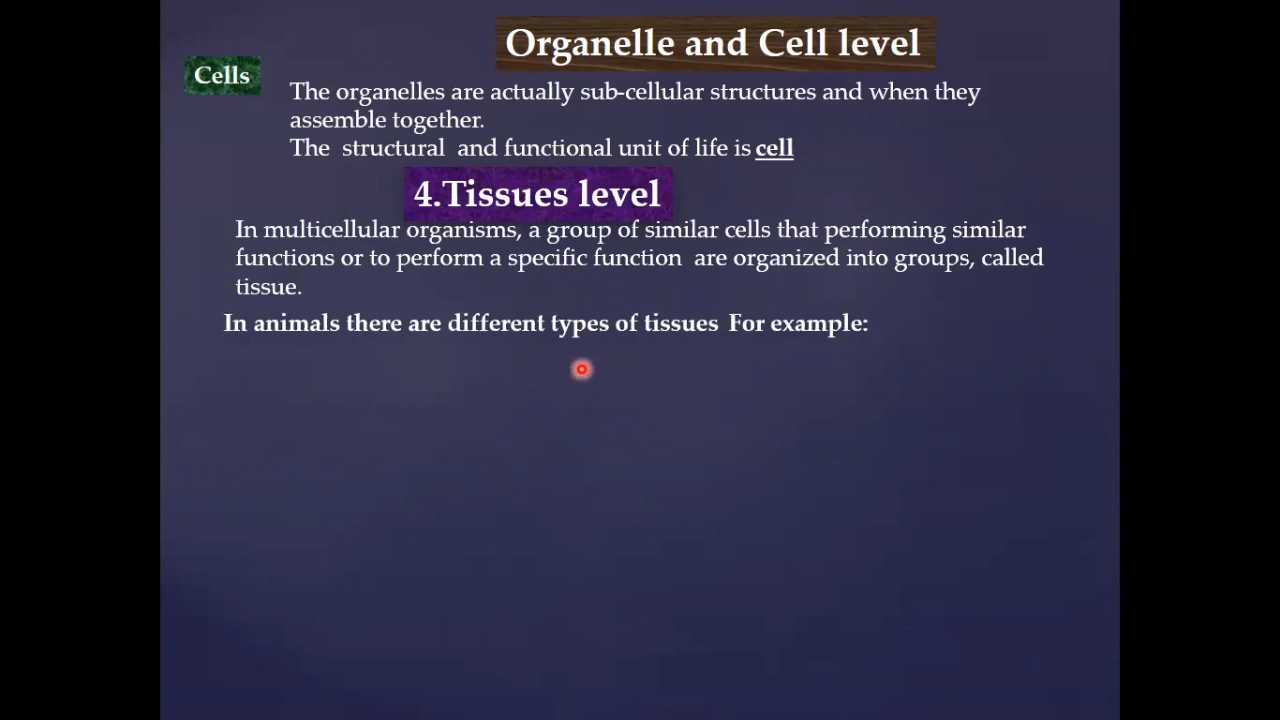 Organelle and Cell level
Cells
The organelles are actually sub-cellular structures and when they
assemble together.
The structural and functional unit of life is cell
4.Tissues level
In multicellular organisms, a group of similar cells that performing similar
functions or to perform a specific function are organized into groups, called
tissue.
In animals there are different types of tissues For example: